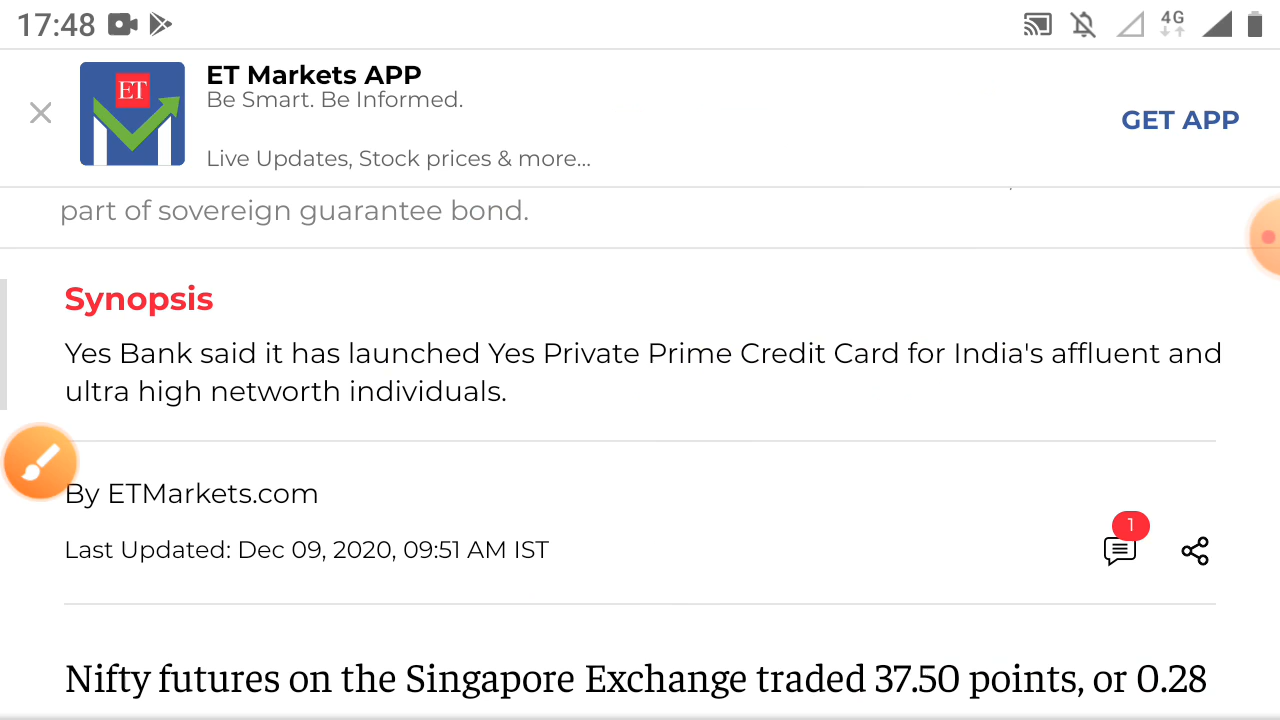 17:48
4G
ET
ET Markets APP
Be Smart. Be Informed.
Live Updates, Stock prices & more...
GET APP
part of sovereign guarantee bond.
Synopsis
Yes Bank said it has launched Yes Private Prime Credit Card for India's affluent and
ultra high networth individuals.
By ETMarkets.com
Last Updated: Dec 09, 2020, 09:51 AM IST
1
Nifty futures on the Singapore Exchange traded 37.50 points, or 0.28